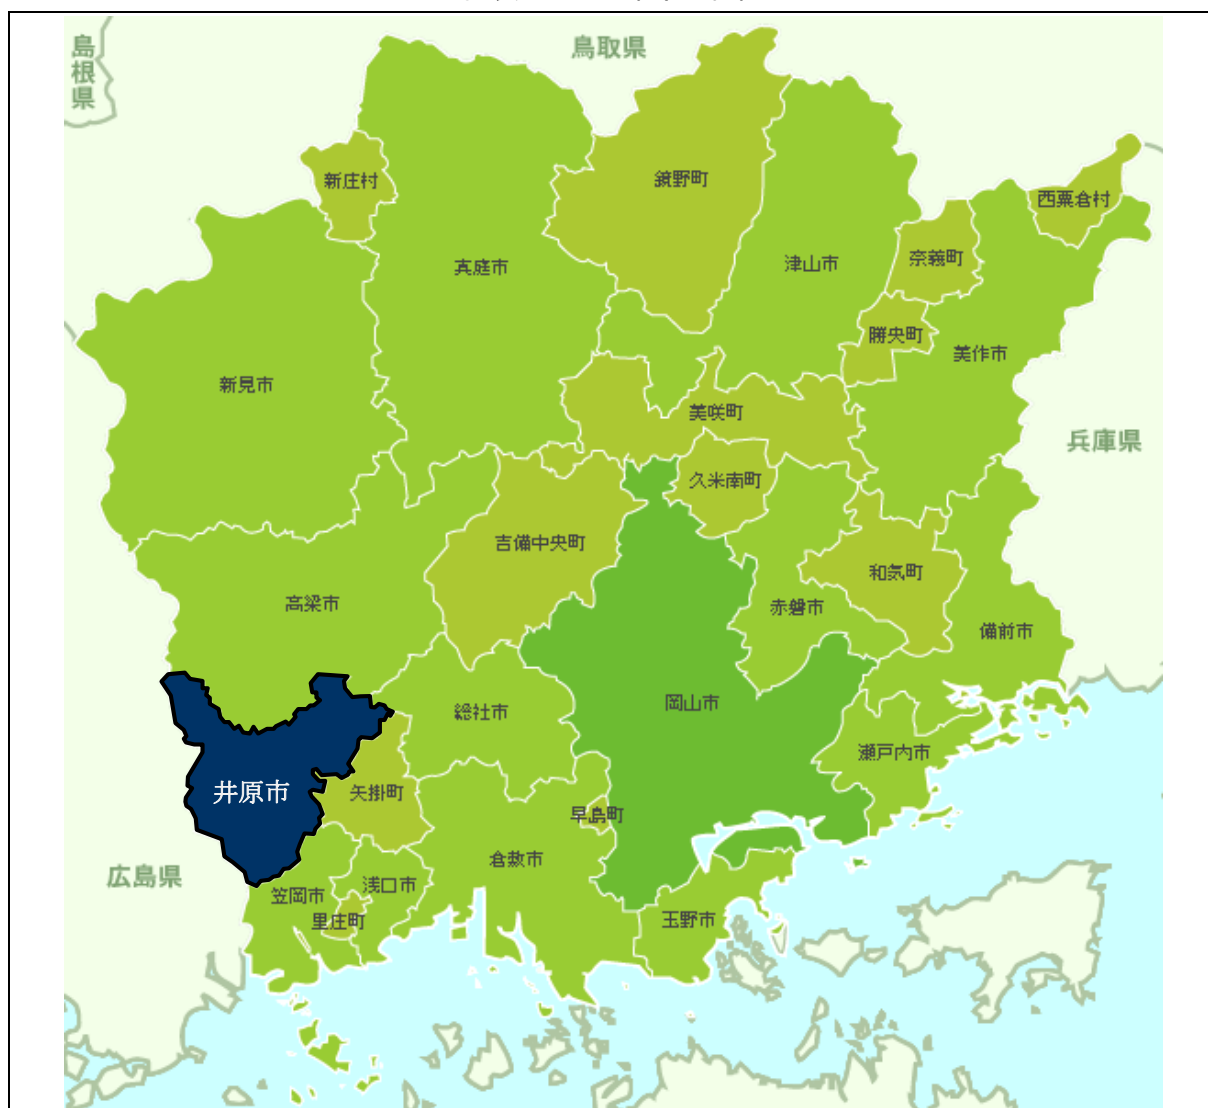 島根県
鳥取県
新庄村
鏡野町
西粟倉村
奈義町
真庭市
津山市
勝央町
美作市
新見市
美咲町
兵庫県
久米南町
吉備中央町
和気町
高梁市
赤磐市
備前市
岡山市
総社市
瀬戸内市
井原市
矢掛町
早島町
倉敷市
広島県
浅口市
笠岡市
里庄町
玉野市